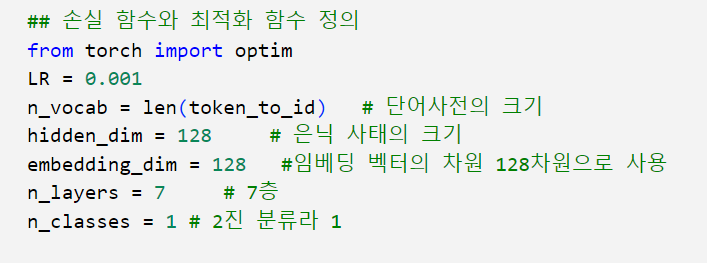 ## 손실 함수와 최적화 함수 정의
from torch import optim
LR = 0.001
n_vocab = len(token_to_id)   # 단어사전의 크기
hidden_dim = 128     # 은닉 사태의 크기
embedding_dim = 128   #임베딩 벡터의 차원 128차원으로 사용
n_layers = 7     # 7층
n_classes = 1 # 2진 분류라 1